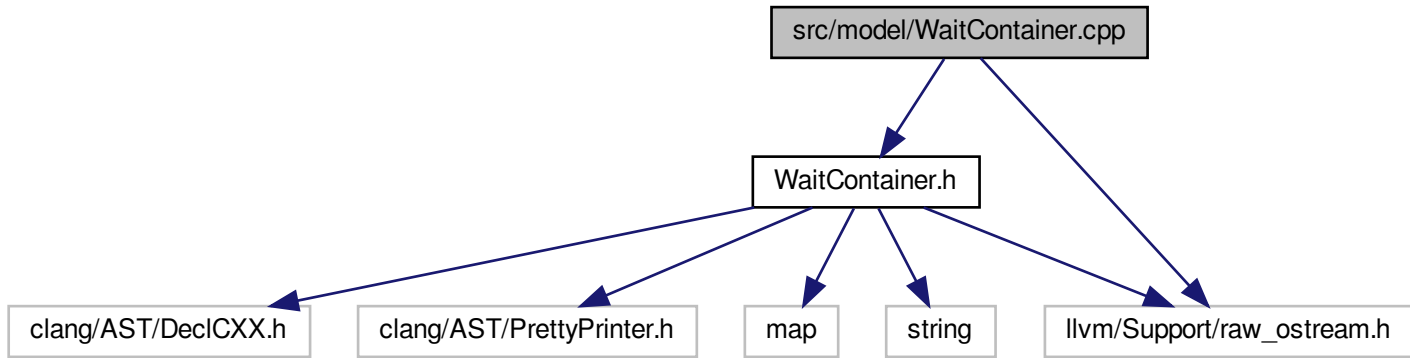 src/model/WaitContainer.cpp
WaitContainer.h
clang/AST/DeclCXX.h
clang/AST/PrettyPrinter.h
map
string
llvm/Support/raw_ostream.h